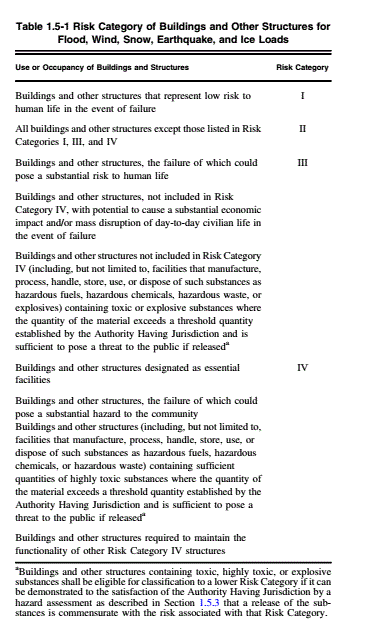 Table 1.5-1 Risk Category of Buildings and Other Structures for
Flood, Wind, Snow, Earthquake, and Ice Loads
Use or Occupancy of Buildings and Structures Risk Category
Buildings and other structures that represent low risk to I
human life in the event of failure
All buildings and other structures except those listed in Risk II
Categories I, III, and IV
Buildings and other structures, the failure of which could III
pose a substantial risk to human life
Buildings and other structures, not included in Risk
Category IV, with potential to cause a substantial economic
impact and/or mass disruption of day-to-day civilian life in
the event of failure
Buildings and other structures not included in Risk Category
IV (including, but not limited to, facilities that manufacture,
process, handle, store, use, or dispose of such substances as
hazardous fuels, hazardous chemicals, hazardous waste, or
explosives) containing toxic or explosive substances where
the quantity of the material exceeds a threshold quantity
established by the Authority Having Jurisdiction and is
sufficient to pose a threat to the public if releasedᵃ
Buildings and other structures designated as essential IV
facilities
Buildings and other structures, the failure of which could
pose a substantial hazard to the community
Buildings and other structures (including, but not limited to,
facilities that manufacture, process, handle, store, use, or
dispose of such substances as hazardous fuels, hazardous
chemicals, or hazardous waste) containing sufficient
quantities of highly toxic substances where the quantity of
the material exceeds a threshold quantity established by the
Authority Having Jurisdiction and is sufficient to pose a
threat to the public if releasedᵃ
Buildings and other structures required to maintain the
functionality of other Risk Category IV structures
ᵃBuildings and other structures containing toxic, highly toxic, or explosive
substances shall be eligible for classification to a lower Risk Category if it can
be demonstrated to the satisfaction of the Authority Having Jurisdiction by a
hazard assessment as described in Section 1.5.3 that a release of the sub-
stances is commensurate with the risk associated with that Risk Category.